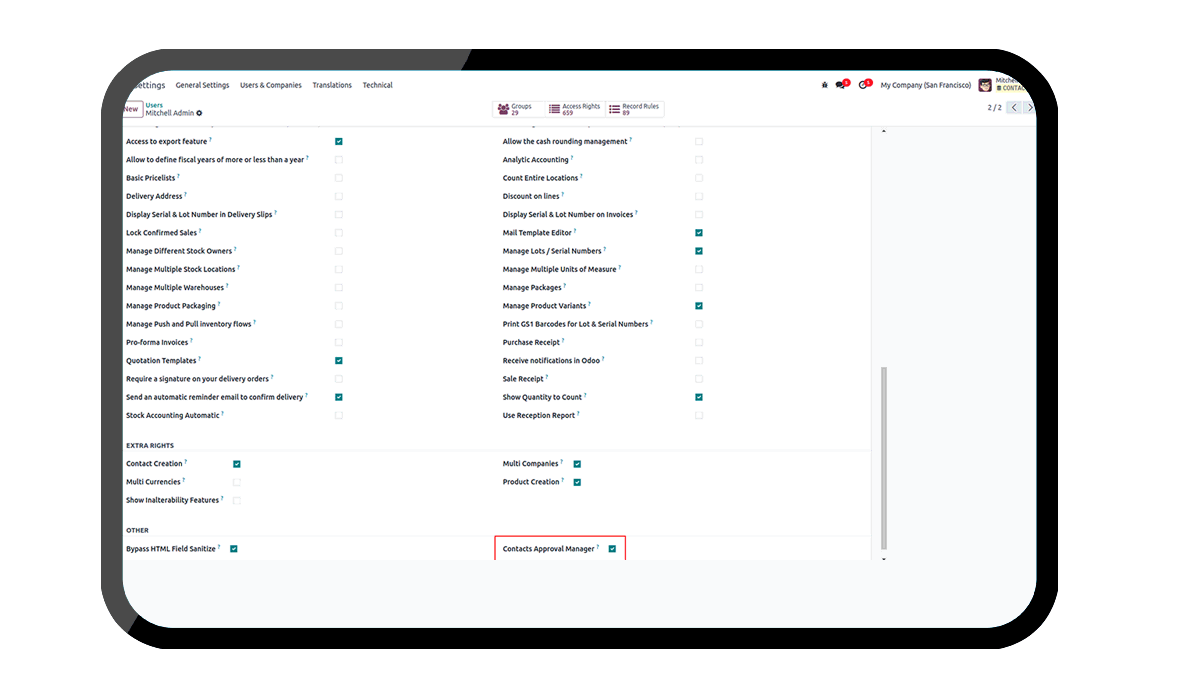 ettings General Settings Users & Companies Translations Technical My Company (San Francisco) Mitchell
CONTAC
New Users Groups Access Rights Record Rules
Mitchell Admin 29 659 89 2 / 2
Access to export feature ? Allow the cash rounding management ?
Allow to define fiscal years of more or less than a year ? Analytic Accounting ?
Basic Pricelists ? Count Entire Locations ?
Delivery Address ? Discount on lines ?
Display Serial & Lot Number in Delivery Slips ? Display Serial & Lot Number on Invoices ?
Lock Confirmed Sales ? Mail Template Editor ?
Manage Different Stock Owners ? Manage Lots / Serial Numbers ?
Manage Multiple Stock Locations ? Manage Multiple Units of Measure ?
Manage Multiple Warehouses ? Manage Packages ?
Manage Product Packaging ? Manage Product Variants ?
Manage Push and Pull inventory flows ? Print GS1 Barcodes for Lot & Serial Numbers ?
Pro-forma Invoices ? Purchase Receipt ?
Quotation Templates ? Receive notifications in Odoo ?
Require a signature on your delivery orders ? Sale Receipt ?
Send an automatic reminder email to confirm delivery ? Show Quantity to Count ?
Stock Accounting Automatic ? Use Reception Report ?
EXTRA RIGHTS
Contact Creation ? Multi Companies ?
Multi Currencies ? Product Creation ?
Show Inalterability Features ?
OTHER
Bypass HTML Field Sanitize ? Contacts Approval Manager ?